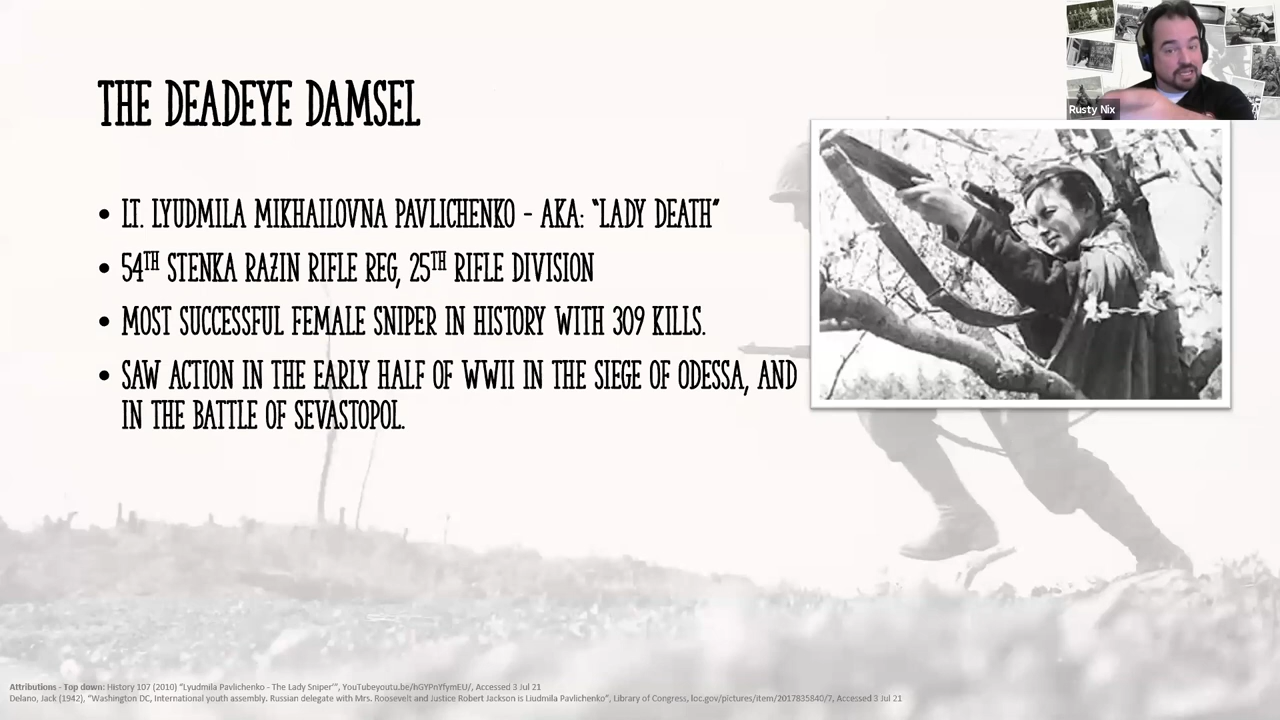 THE DEADEYE DAMSEL
Rusty Nix
• LT. LYUDMILA MIKHAILOVNA PAVLICHENKO - AKA: "LADY DEATH"
• 54TH STENKA RAZIN RIFLE REG, 25TH RIFLE DIVISION
• MOST SUCCESSFUL FEMALE SNIPER IN HISTORY WITH 309 KILLS.
• SAW ACTION IN THE EARLY HALF OF WWII IN THE SIEGE OF ODESSA, AND
IN THE BATTLE OF SEVASTOPOL.
Attributions - Top down: History 107 (2010) "Lyudmila Pavlichenko - The Lady Sniper'", YouTubeyoutu.be/hGYPnYfymEU/, Accessed 3 Jul 21
Delano, Jack (1942), "Washington DC, International youth assembly. Russian delegate with Mrs. Roosevelt and Justice Robert Jackson is Liudmila Pavlichenko", Library of Congress, loc.gov/pictures/item/2017835840/7, Accessed 3 Jul 21